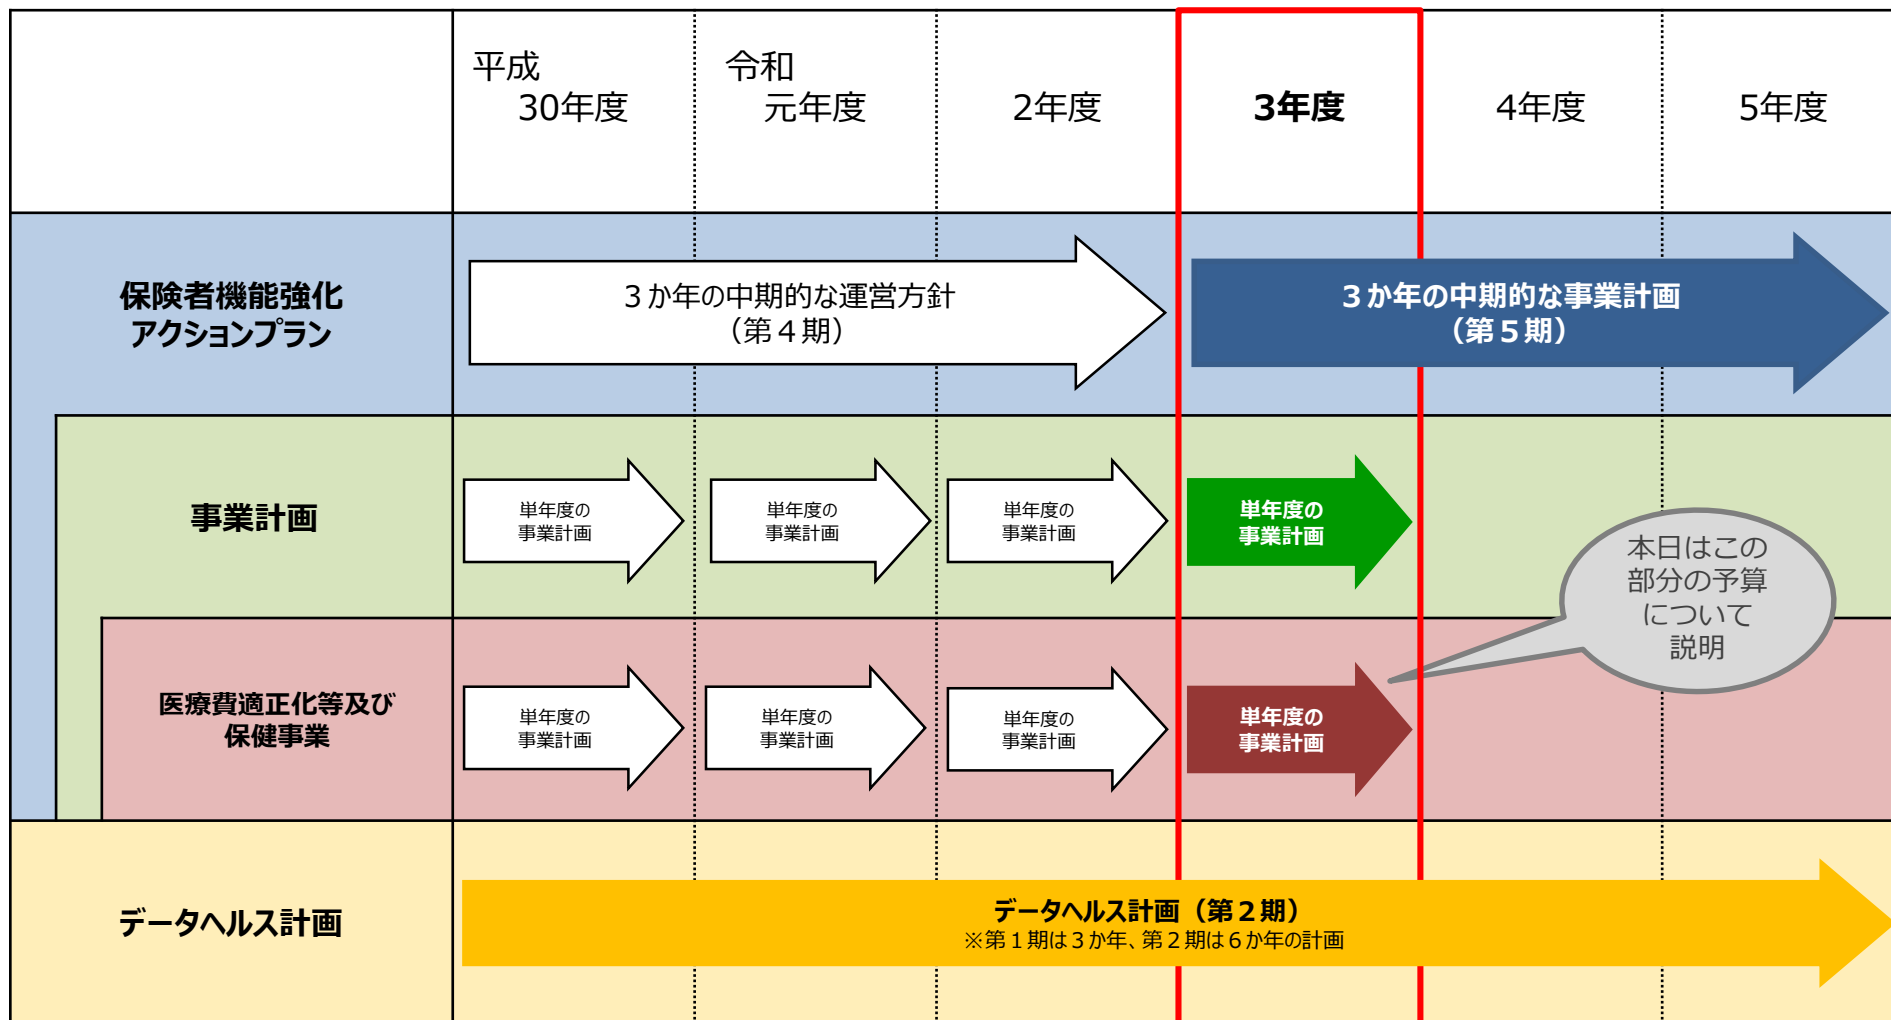 平成
30年度
令和
元年度
2年度
3年度
4年度
5年度
保険者機能強化
アクションプラン
３か年の中期的な運営方針
（第４期）
３か年の中期的な事業計画
（第５期）
事業計画
単年度の
事業計画
単年度の
事業計画
単年度の
事業計画
単年度の
事業計画
本日はこの
部分の予算
について
説明
医療費適正化等及び
保健事業
単年度の
事業計画
単年度の
事業計画
単年度の
事業計画
単年度の
事業計画
データヘルス計画
データヘルス計画（第２期）
※第１期は３か年、第２期は６か年の計画